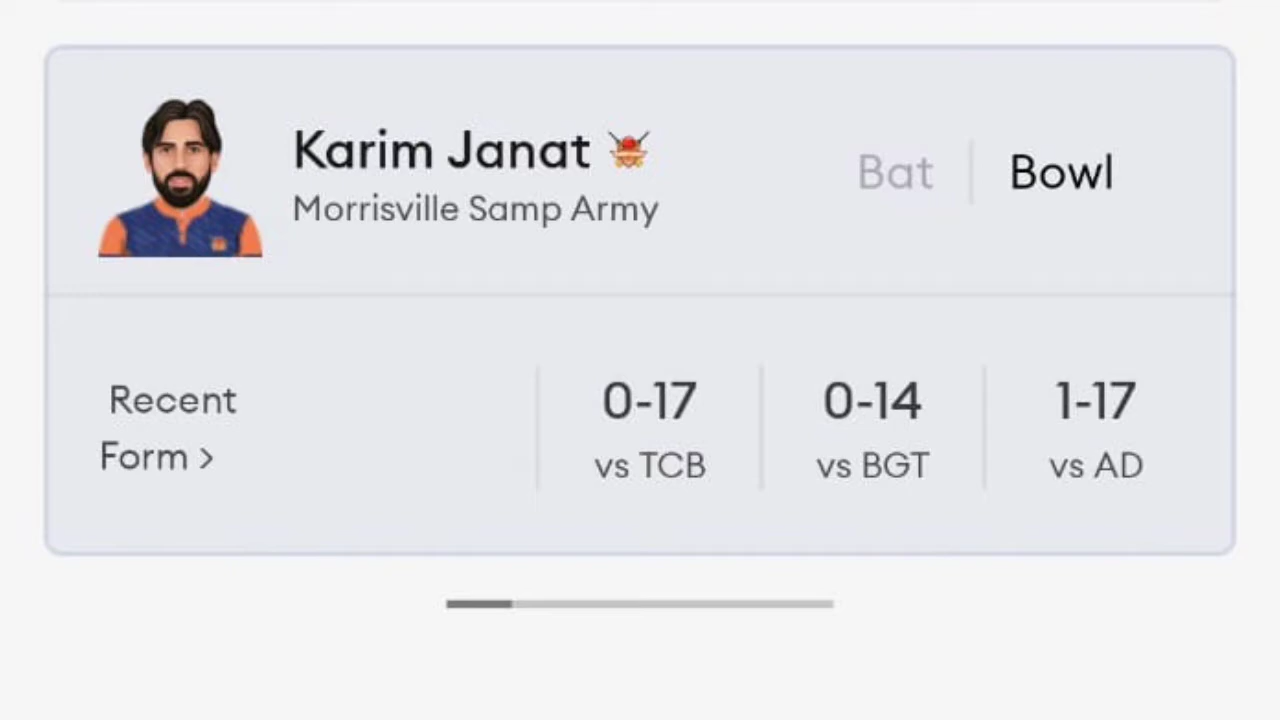 Karim Janat
Morrisville Samp Army
Bat
Bowl
Recent
Form >
0-17
vs TCB
0-14
vs BGT
1-17
vs AD